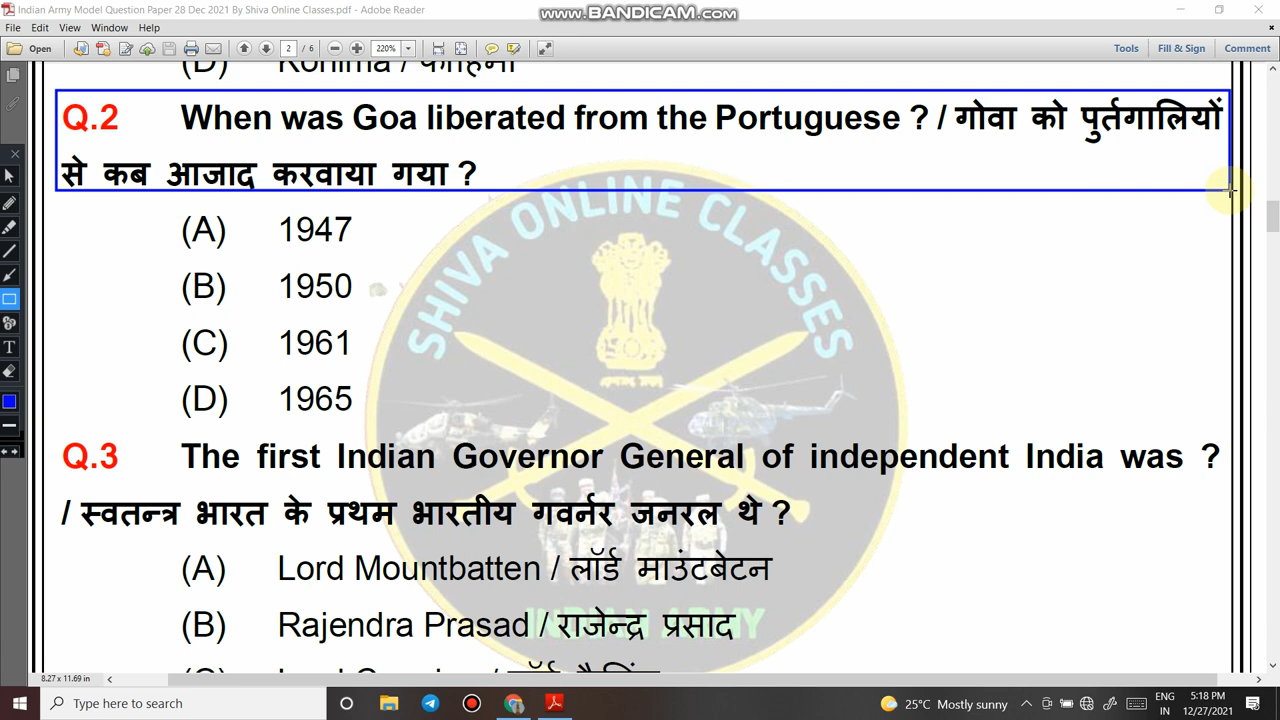 Indian Army Model Question Paper 28 Dec 2021 By Shiva Online Classes.pdf - Adobe Reader
www.BANDICAM.com
File Edit View Window Help
Open 2 / 6 220% Tools Fill & Sign Comment
(D) Kohima / कोहिमा
Q.2 When was Goa liberated from the Portuguese ? / गोवा को पुर्तगालियों
से कब आजाद करवाया गया ?
(A) 1947
(B) 1950
(C) 1961
(D) 1965
SHIVA ONLINE CLASSES
Q.3 The first Indian Governor General of independent India was ?
/ स्वतन्त्र भारत के प्रथम भारतीय गवर्नर जनरल थे ?
(A) Lord Mountbatten / लॉर्ड माउंटबेटन
(B) Rajendra Prasad / राजेन्द्र प्रसाद
INDIAN ARMY
8.27 x 11.69 in
Type here to search
25°C Mostly sunny
ENG
IN
5:18 PM
12/27/2021